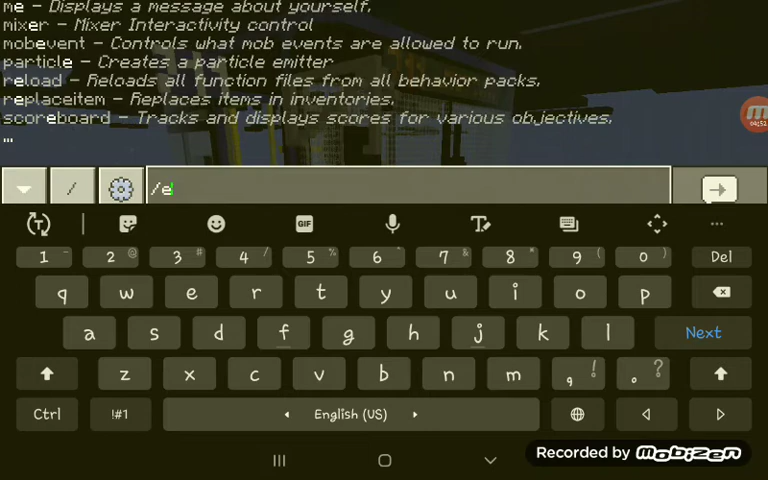 me – Displays a message about yourself.
mixer – Mixer Interactivity control
mobevent – Controls what mob events are allowed to run.
particle – Creates a particle emitter
reload – Reloads all function files from all behavior packs.
replaceitem – Replaces items in inventories.
scoreboard – Tracks and displays scores for various objectives.
...
/ /e
T GIF T ...
1 - 2 @ 3 # 4 / 5 % 6 ^ 7 & 8 * 9 ( 0 ) Del
q w e r t y u i o p
a s d f g h j k l Next
z x c v b n m , ! . ?
Ctrl !#1 English (US)
Recorded by mobizen
m 04:52